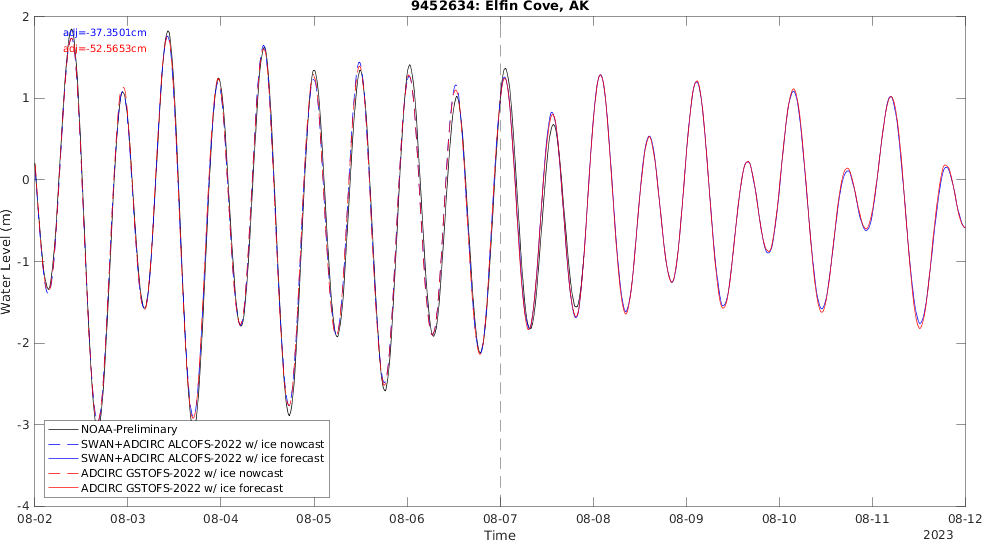 9452634: Elfin Cove, AK
adj=-37.3501cm
adj=-52.5653cm
2
1
0
-1
-2
-3
-4
Water Level (m)
NOAA-Preliminary
SWAN+ADCIRC ALCOFS-2022 w/ ice nowcast
SWAN+ADCIRC ALCOFS-2022 w/ ice forecast
ADCIRC GSTOFS-2022 w/ ice nowcast
ADCIRC GSTOFS-2022 w/ ice forecast
08-02 08-03 08-04 08-05 08-06 08-07 08-08 08-09 08-10 08-11 08-12
Time
2023